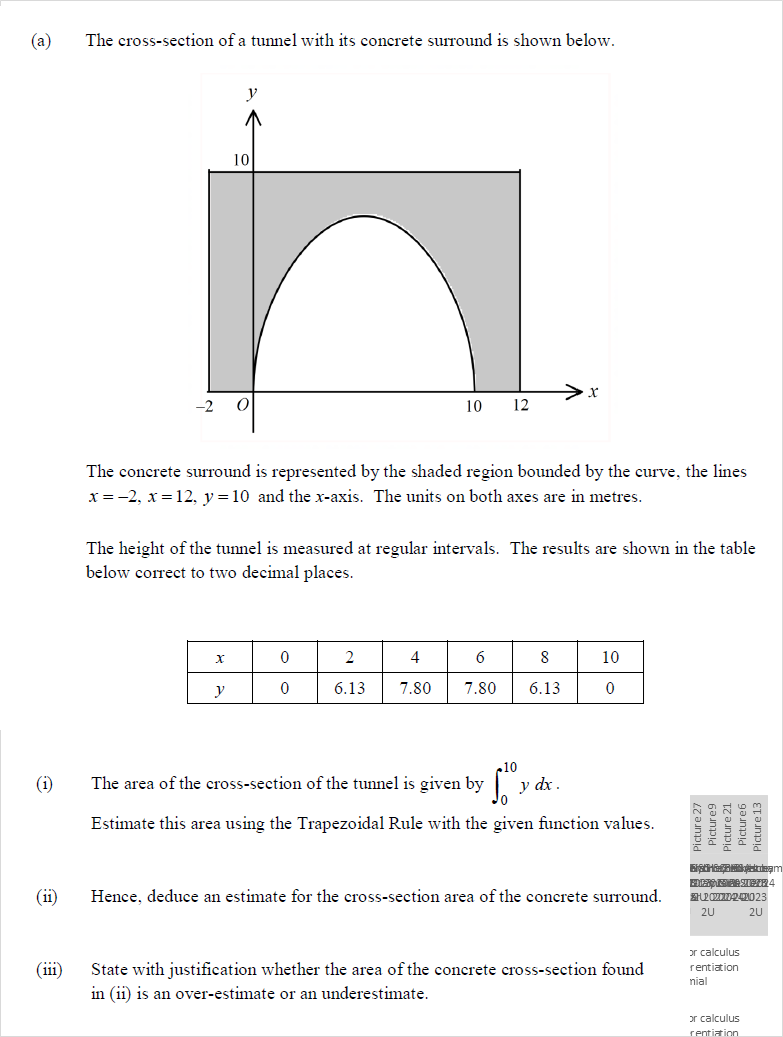 (a) The cross-section of a tunnel with its concrete surround is shown below.
y
10
–2 O 10 12 x
The concrete surround is represented by the shaded region bounded by the curve, the lines
x = –2, x = 12, y = 10 and the x-axis. The units on both axes are in metres.
The height of the tunnel is measured at regular intervals. The results are shown in the table
below correct to two decimal places.
x 0 2 4 6 8 10
y 0 6.13 7.80 7.80 6.13 0
(i) The area of the cross-section of the tunnel is given by ∫₀¹⁰ y dx .
Estimate this area using the Trapezoidal Rule with the given function values.
(ii) Hence, deduce an estimate for the cross-section area of the concrete surround.
(iii) State with justification whether the area of the concrete cross-section found
in (ii) is an over-estimate or an underestimate.
Picture 27
Picture 9
Picture 21
Picture 6
Picture 13
2U 2U
or calculus
rentiation
nial
or calculus
rentiation